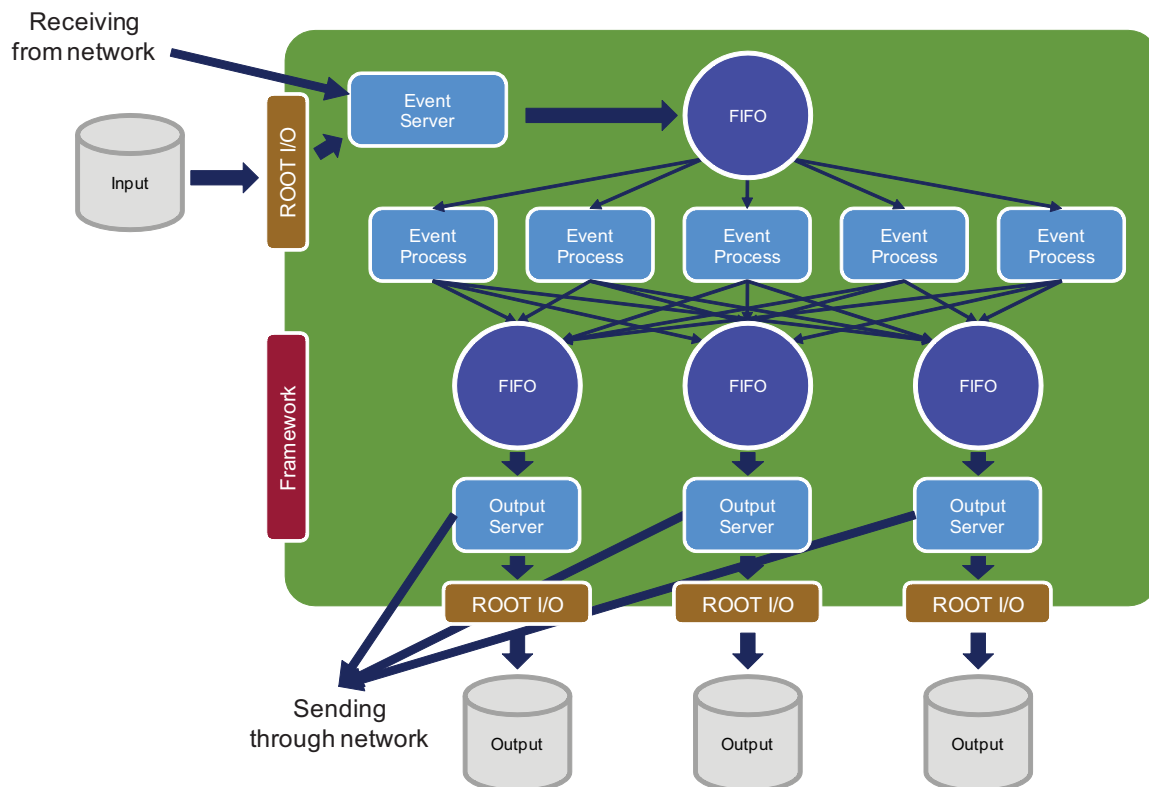 Receiving
from network
Event
Server
FIFO
ROOT I/O
Input
Event
Process
Event
Process
Event
Process
Event
Process
Event
Process
Framework
FIFO
FIFO
FIFO
Output
Server
Output
Server
Output
Server
ROOT I/O
ROOT I/O
ROOT I/O
Sending
through network
Output
Output
Output